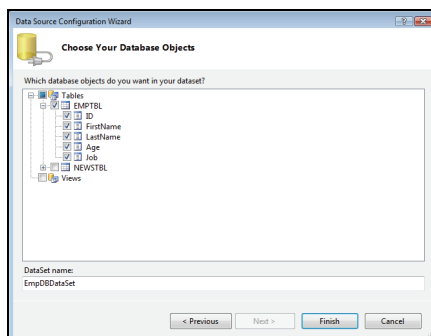 Data Source Configuration Wizard
Choose Your Database Objects
Which database objects do you want in your dataset?
Tables
EMPTBL
ID
FirstName
LastName
Age
Job
NEWSTBL
Views
DataSet name:
EmpDBDataSet
< Previous
Next >
Finish
Cancel